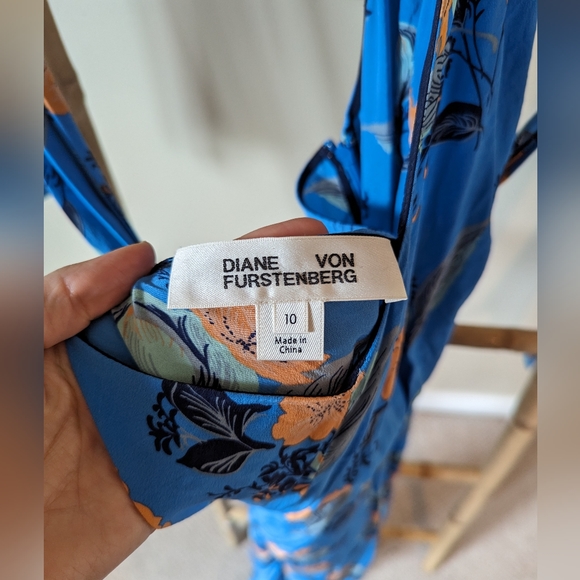 DIANE VON
FURSTENBERG
10
Made in
China